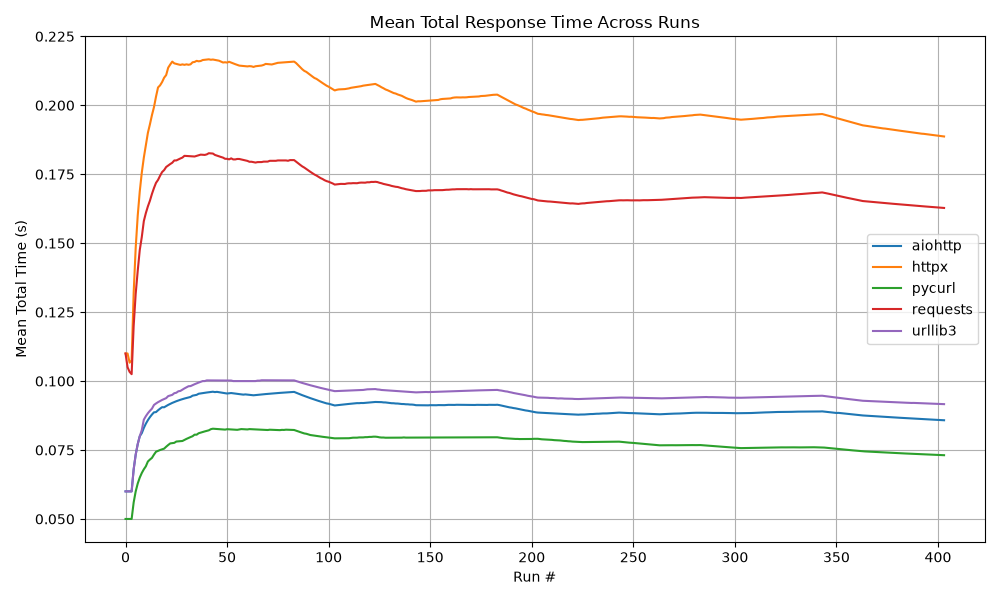 Mean Total Response Time Across Runs
Mean Total Time (s)
0.225
0.200
0.175
0.150
0.125
0.100
0.075
0.050
aiohttp
httpx
pycurl
requests
urllib3
0 50 100 150 200 250 300 350 400
Run #